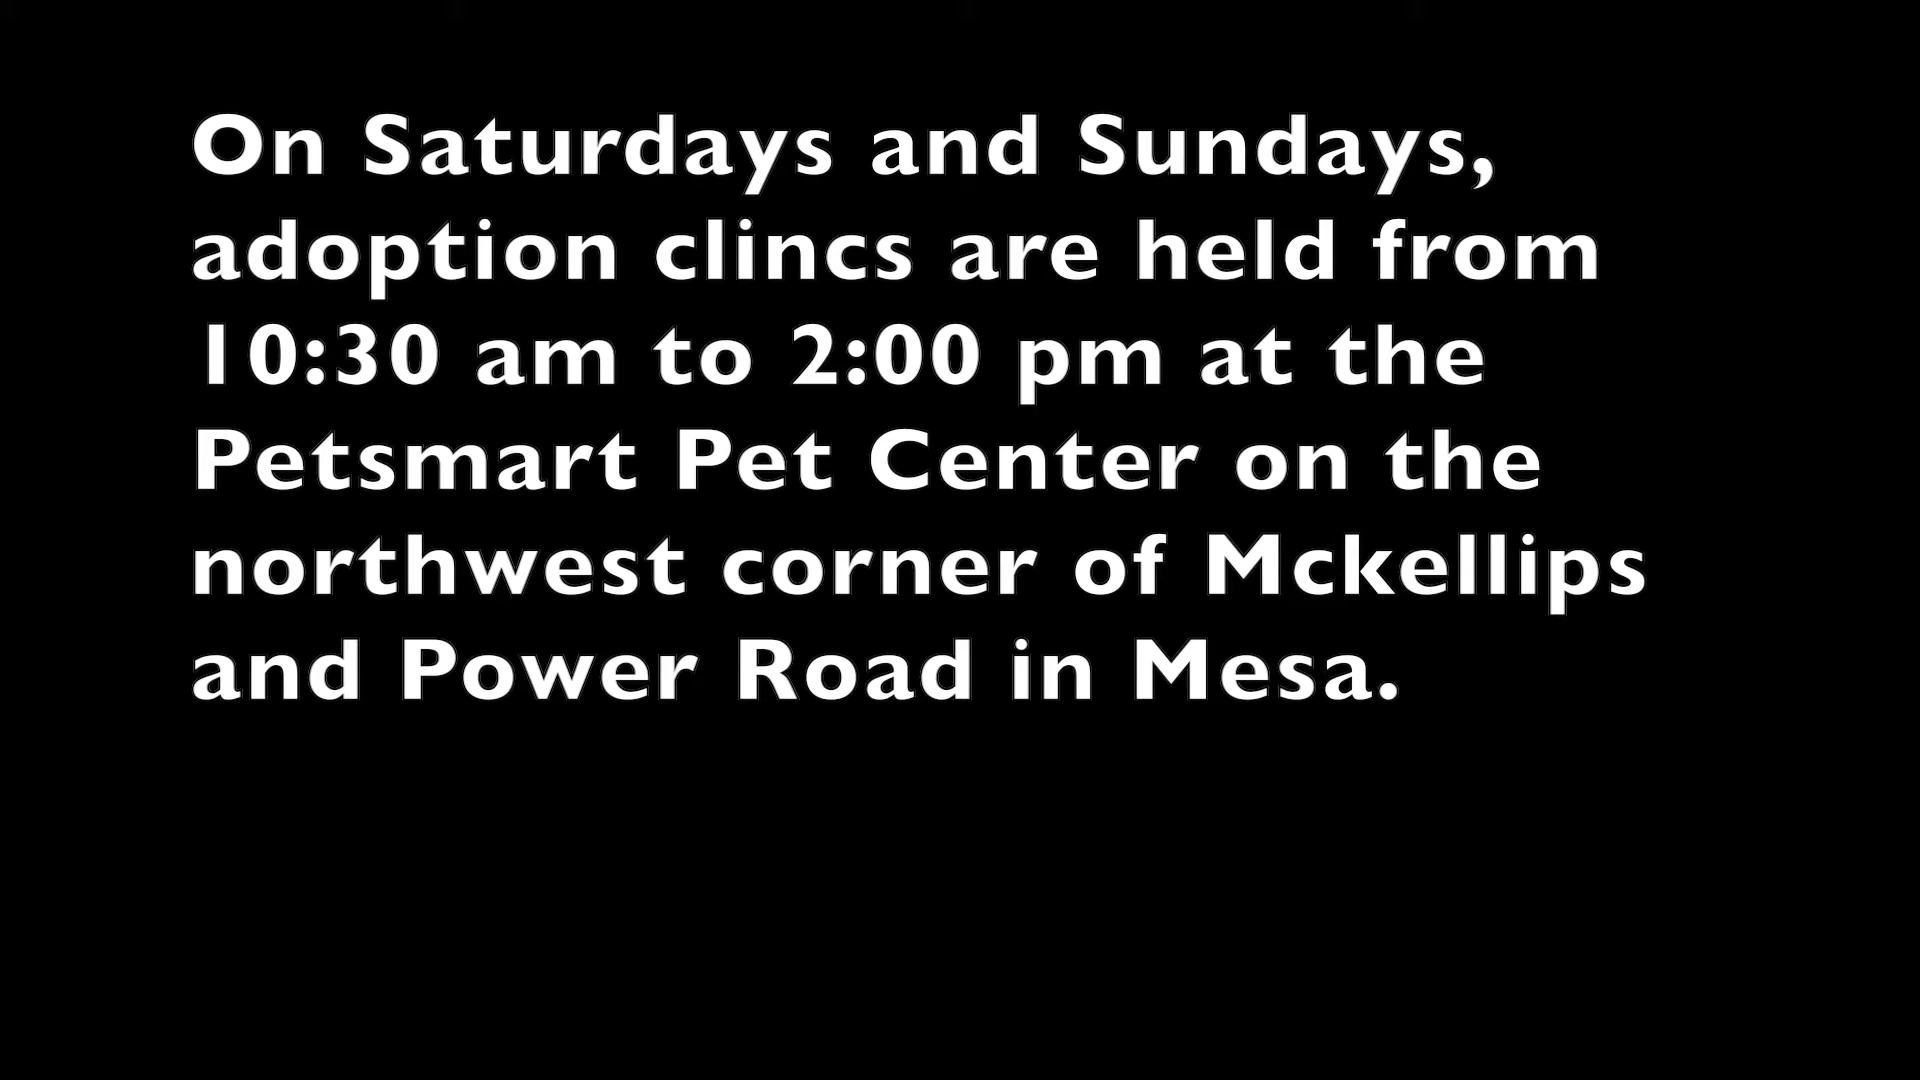 On Saturdays and Sundays,
adoption clincs are held from
10:30 am to 2:00 pm at the
Petsmart Pet Center on the
northwest corner of Mckellips
and Power Road in Mesa.